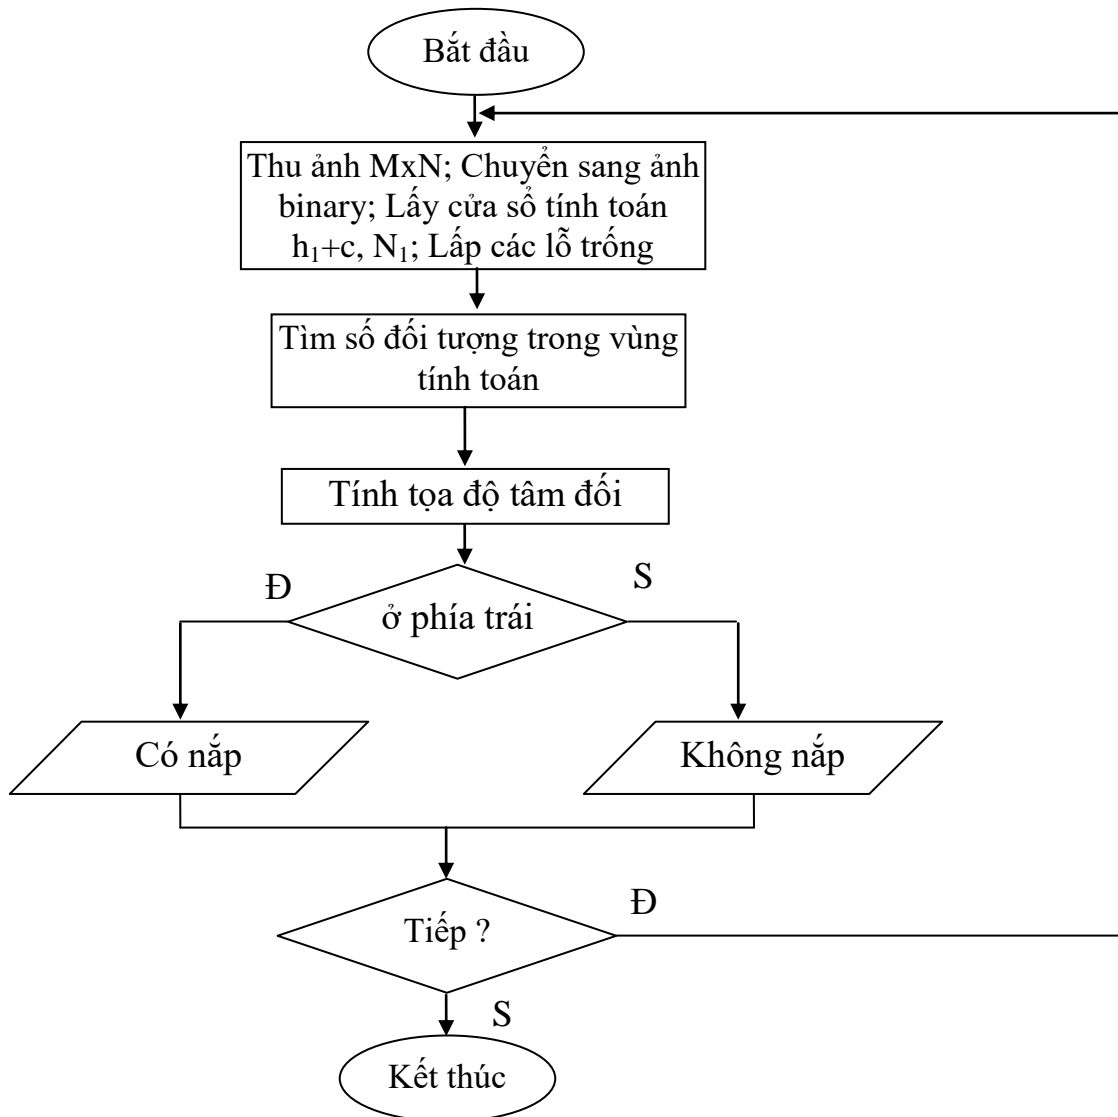 Bắt đầu
Thu ảnh MxN; Chuyển sang ảnh
binary; Lấy cửa sổ tính toán
h₁+c, N₁; Lấp các lỗ trống
Tìm số đối tượng trong vùng
tính toán
Tính tọa độ tâm đối
Đ
S
ở phía trái
Có nắp
Không nắp
Tiếp ?
Đ
S
Kết thúc